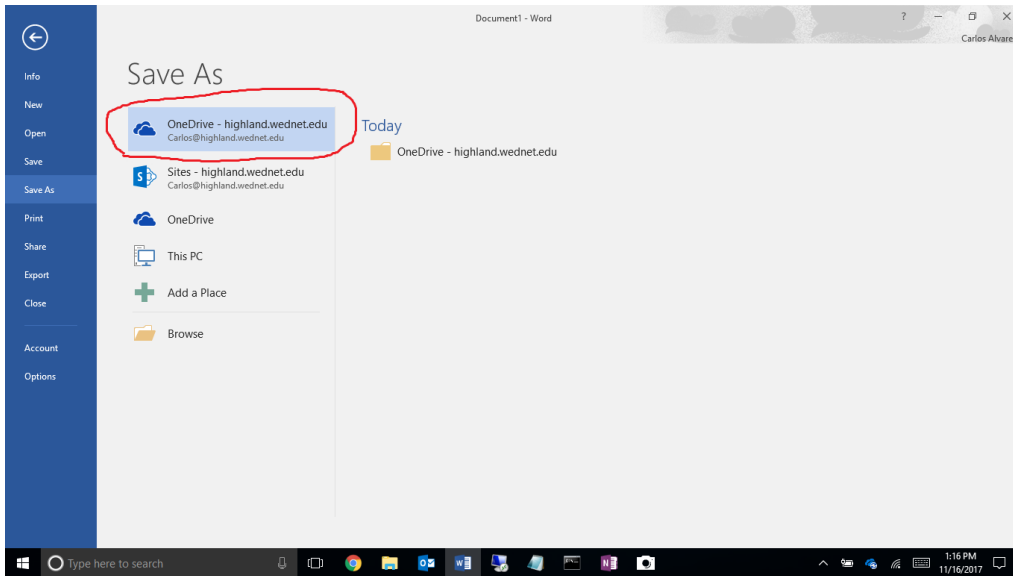 Document1 - Word
?
Carlos Alvare
Info
New
Open
Save
Save As
Print
Share
Export
Close
Account
Options
Save As
OneDrive - highland.wednet.edu
Carlos@highland.wednet.edu
Sites - highland.wednet.edu
Carlos@highland.wednet.edu
OneDrive
This PC
Add a Place
Browse
Today
OneDrive - highland.wednet.edu
Type here to search
1:16 PM
11/16/2017